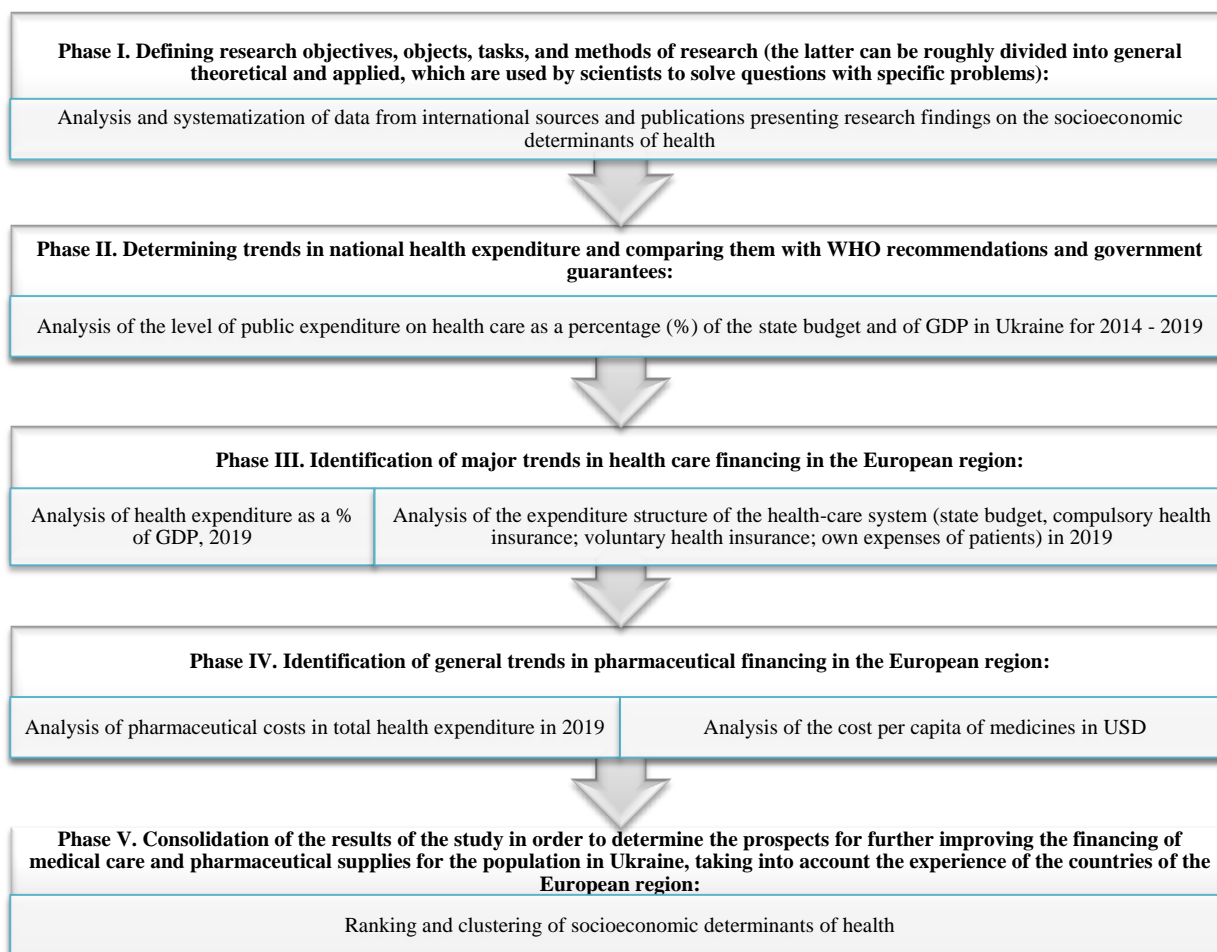 Phase I. Defining research objectives, objects, tasks, and methods of research (the latter can be roughly divided into general
theoretical and applied, which are used by scientists to solve questions with specific problems):
Analysis and systematization of data from international sources and publications presenting research findings on the socioeconomic
determinants of health
Phase II. Determining trends in national health expenditure and comparing them with WHO recommendations and government
guarantees:
Analysis of the level of public expenditure on health care as a percentage (%) of the state budget and of GDP in Ukraine for 2014 - 2019
Phase III. Identification of major trends in health care financing in the European region:
Analysis of health expenditure as a %
of GDP, 2019
Analysis of the expenditure structure of the health-care system (state budget, compulsory health
insurance; voluntary health insurance; own expenses of patients) in 2019
Phase IV. Identification of general trends in pharmaceutical financing in the European region:
Analysis of pharmaceutical costs in total health expenditure in 2019
Analysis of the cost per capita of medicines in USD
Phase V. Consolidation of the results of the study in order to determine the prospects for further improving the financing of
medical care and pharmaceutical supplies for the population in Ukraine, taking into account the experience of the countries of the
European region:
Ranking and clustering of socioeconomic determinants of health